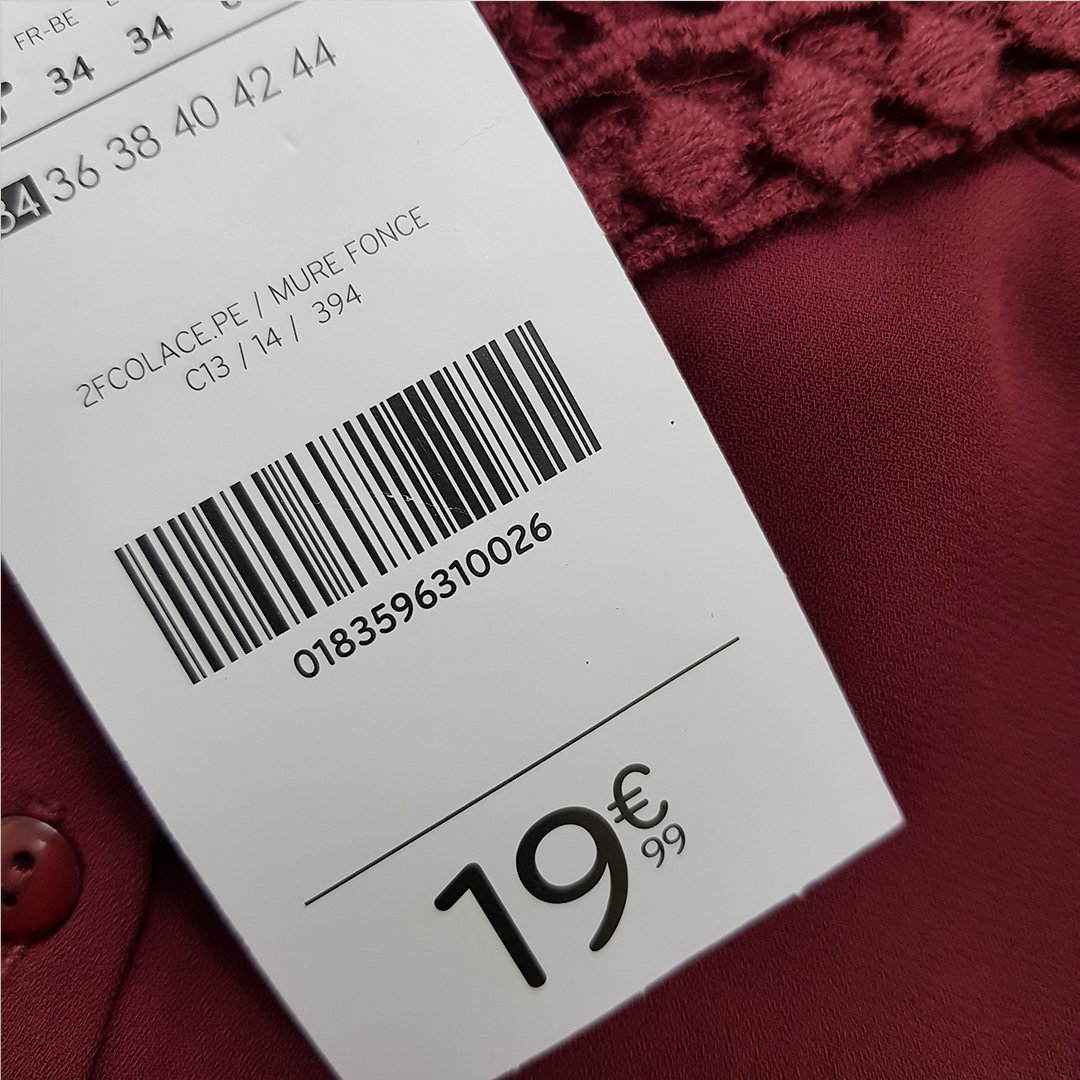 FR-BE
34 34
34 36 38 40 42 44
2FCOLACE.PE / MURE FONCE
C13 / 14 / 394
0183596310026
19€99